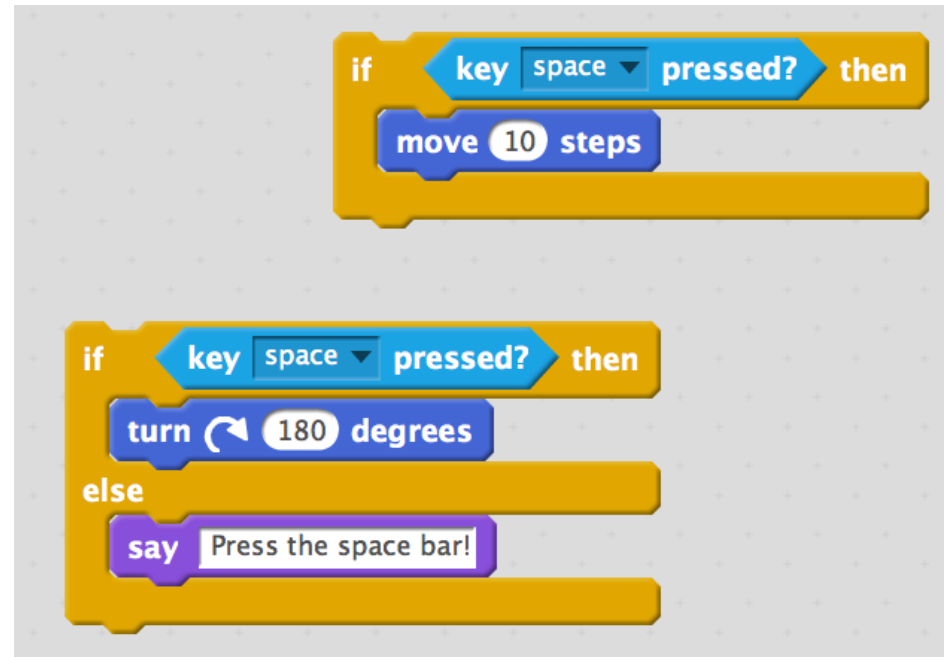 if key space pressed? then
move 10 steps
if key space pressed? then
turn 180 degrees
else
say Press the space bar!